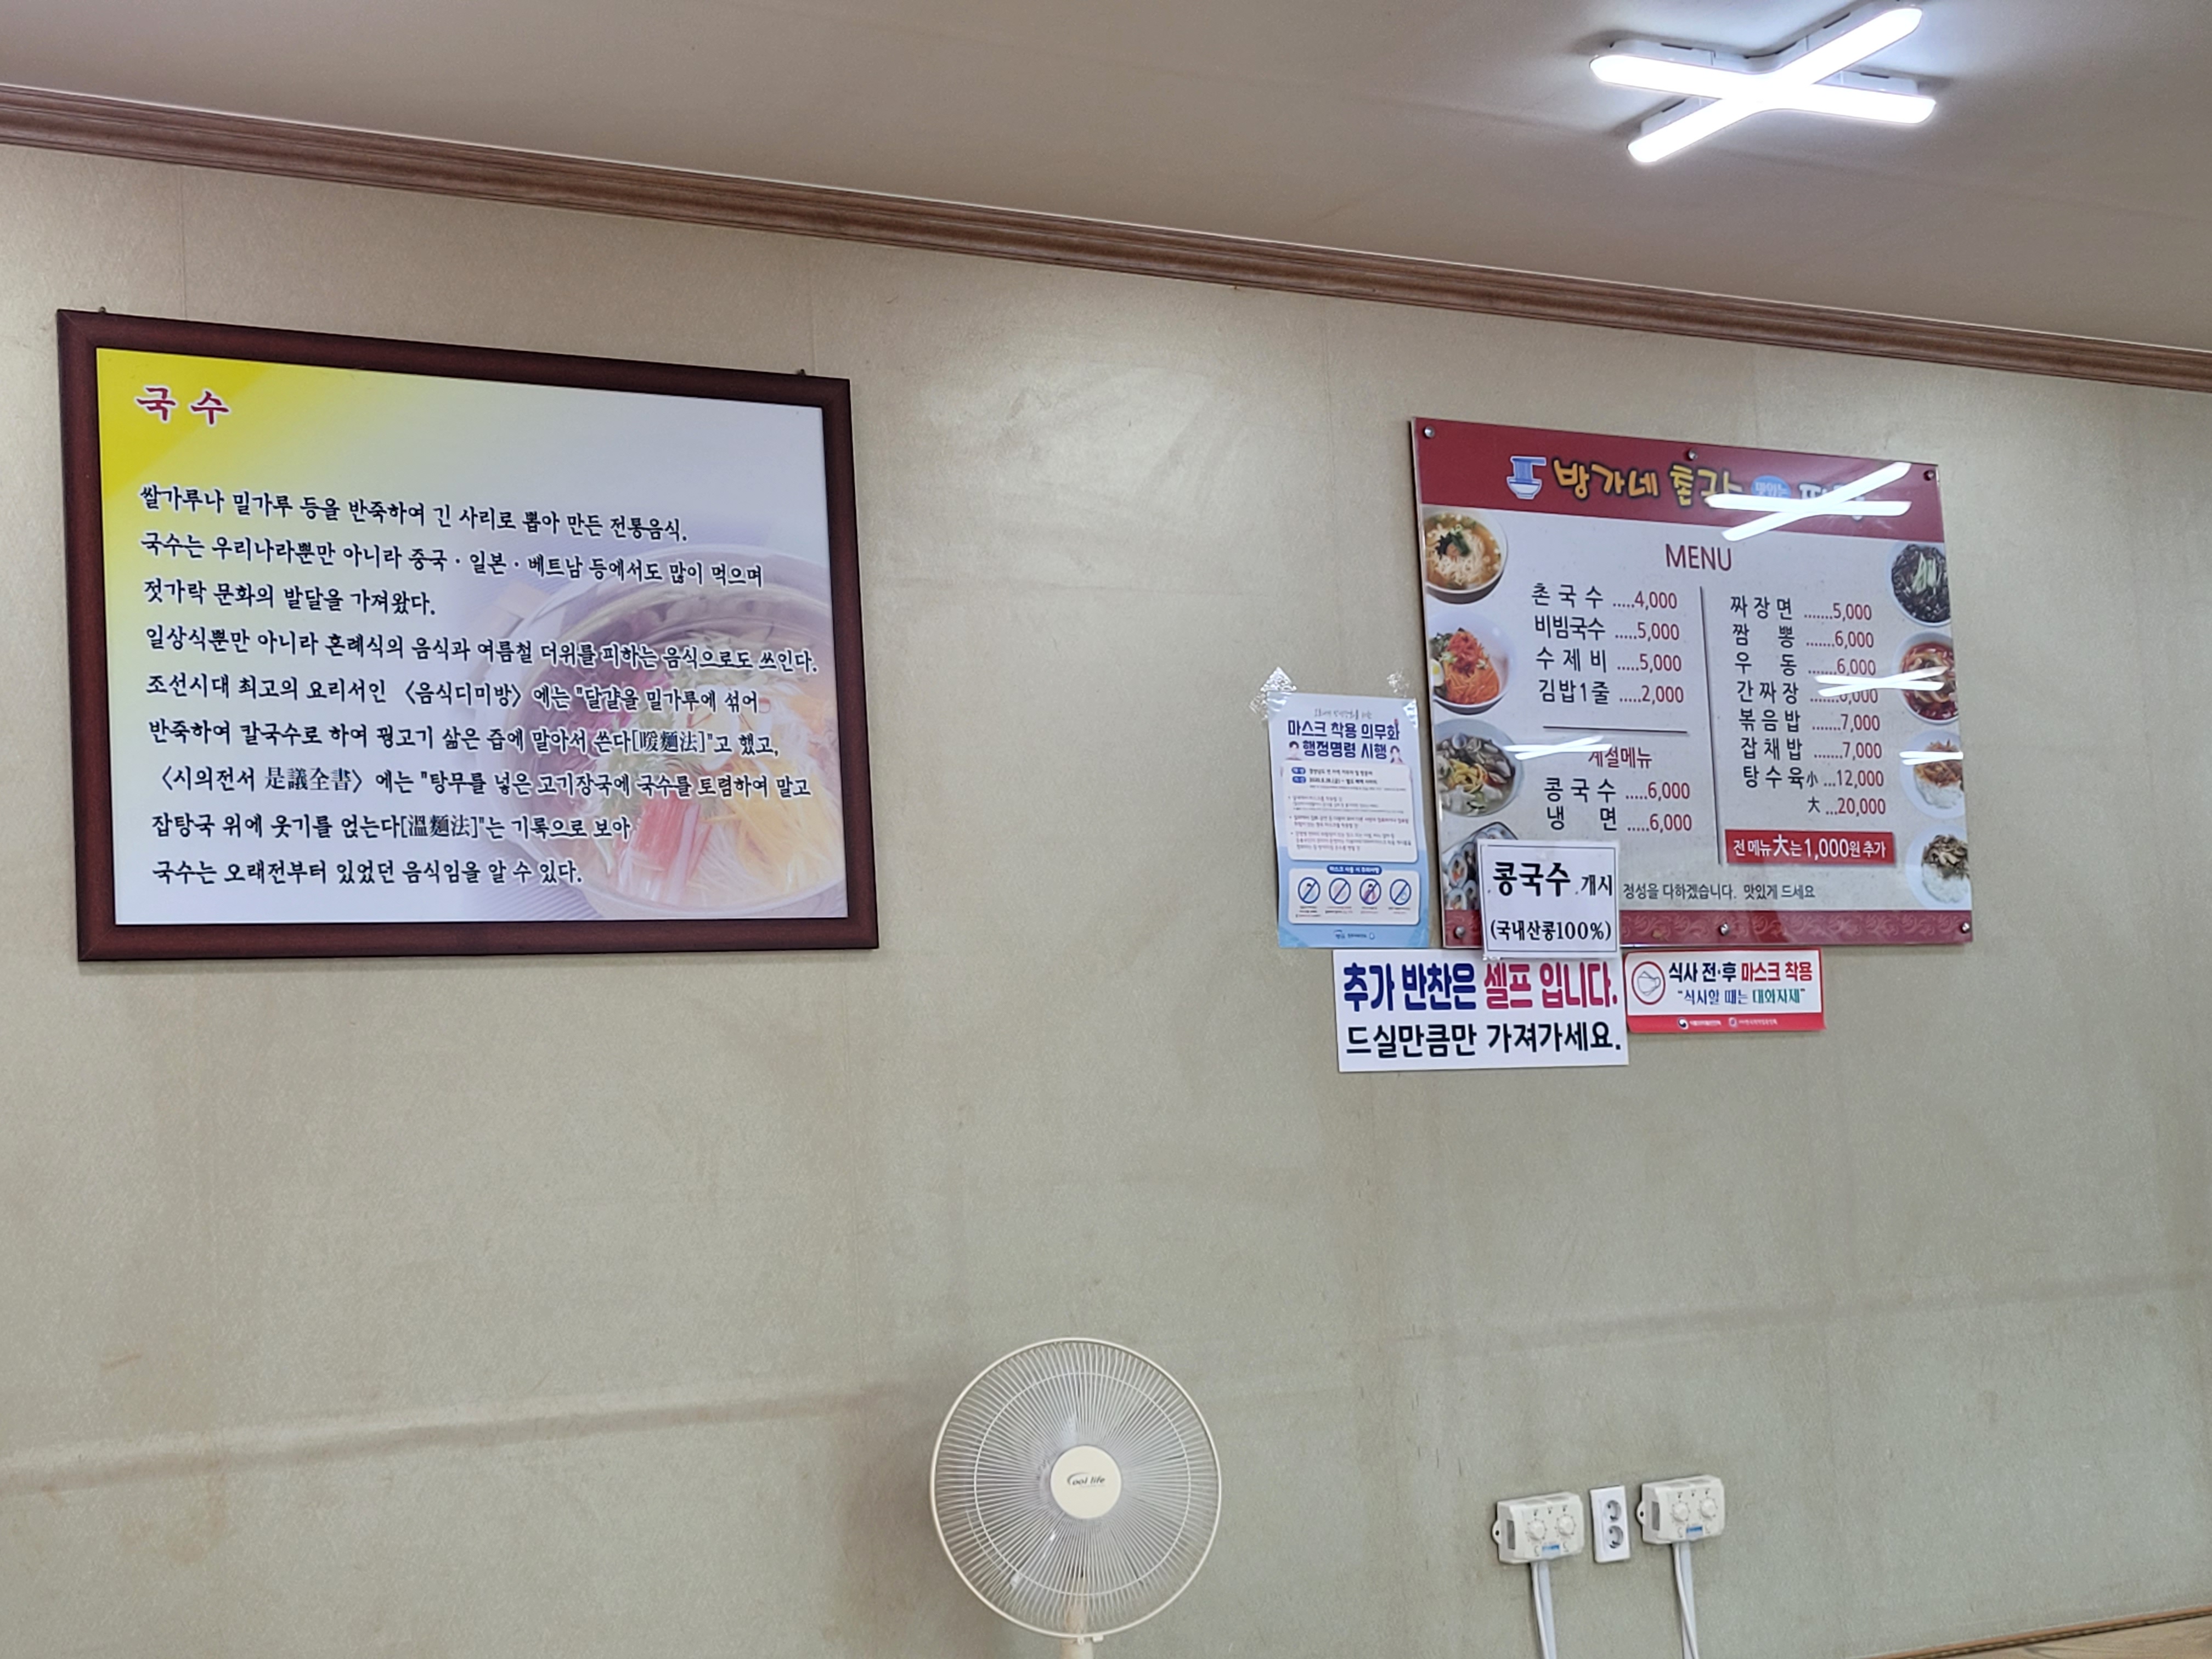 국수
쌀가루나 밀가루 등을 반죽하여 긴 사리로 뽑아 만든 전통음식.
국수는 우리나라뿐만 아니라 중국·일본·베트남 등에서도 많이 먹으며
젓가락 문화의 발달을 가져왔다.
일상식뿐만 아니라 혼례식의 음식과 여름철 더위를 피하는 음식으로도 쓰인다.
조선시대 최고의 요리서인 〈음식디미방〉에는 "달걀을 밀가루에 섞어
반죽하여 칼국수로 하여 꿩고기 삶은 즙에 말아서 쓴다[暖麵法]"고 했고,
〈시의전서 是議全書〉에는 "탕무를 넣은 고기장국에 국수를 토렴하여 말고
잡탕국 위에 웃기를 얹는다[溫麵法]"는 기록으로 보아
국수는 오래전부터 있었던 음식임을 알 수 있다.
방가네 촌국 맛있는
MENU
촌국수 .....4,000
비빔국수 .....5,000
수제비 .....5,000
김밥1줄 .....2,000
계절메뉴
콩국수 .....6,000
냉면 .....6,000
짜장면 .......5,000
짬뽕 .......6,000
우동 .......6,000
간짜장
볶음밥 .......7,000
잡채밥 .......7,000
탕수육小 ...12,000
大 ...20,000
전메뉴大는1,000원 추가
정성을 다하겠습니다. 맛있게 드세요
콩국수 개시
(국내산콩100%)
마스크 착용 의무화
행정명령 시행
추가 반찬은 셀프 입니다.
드실만큼만 가져가세요.
식사 전·후 마스크 착용
"식사할 때는 대화자제"
Cool life